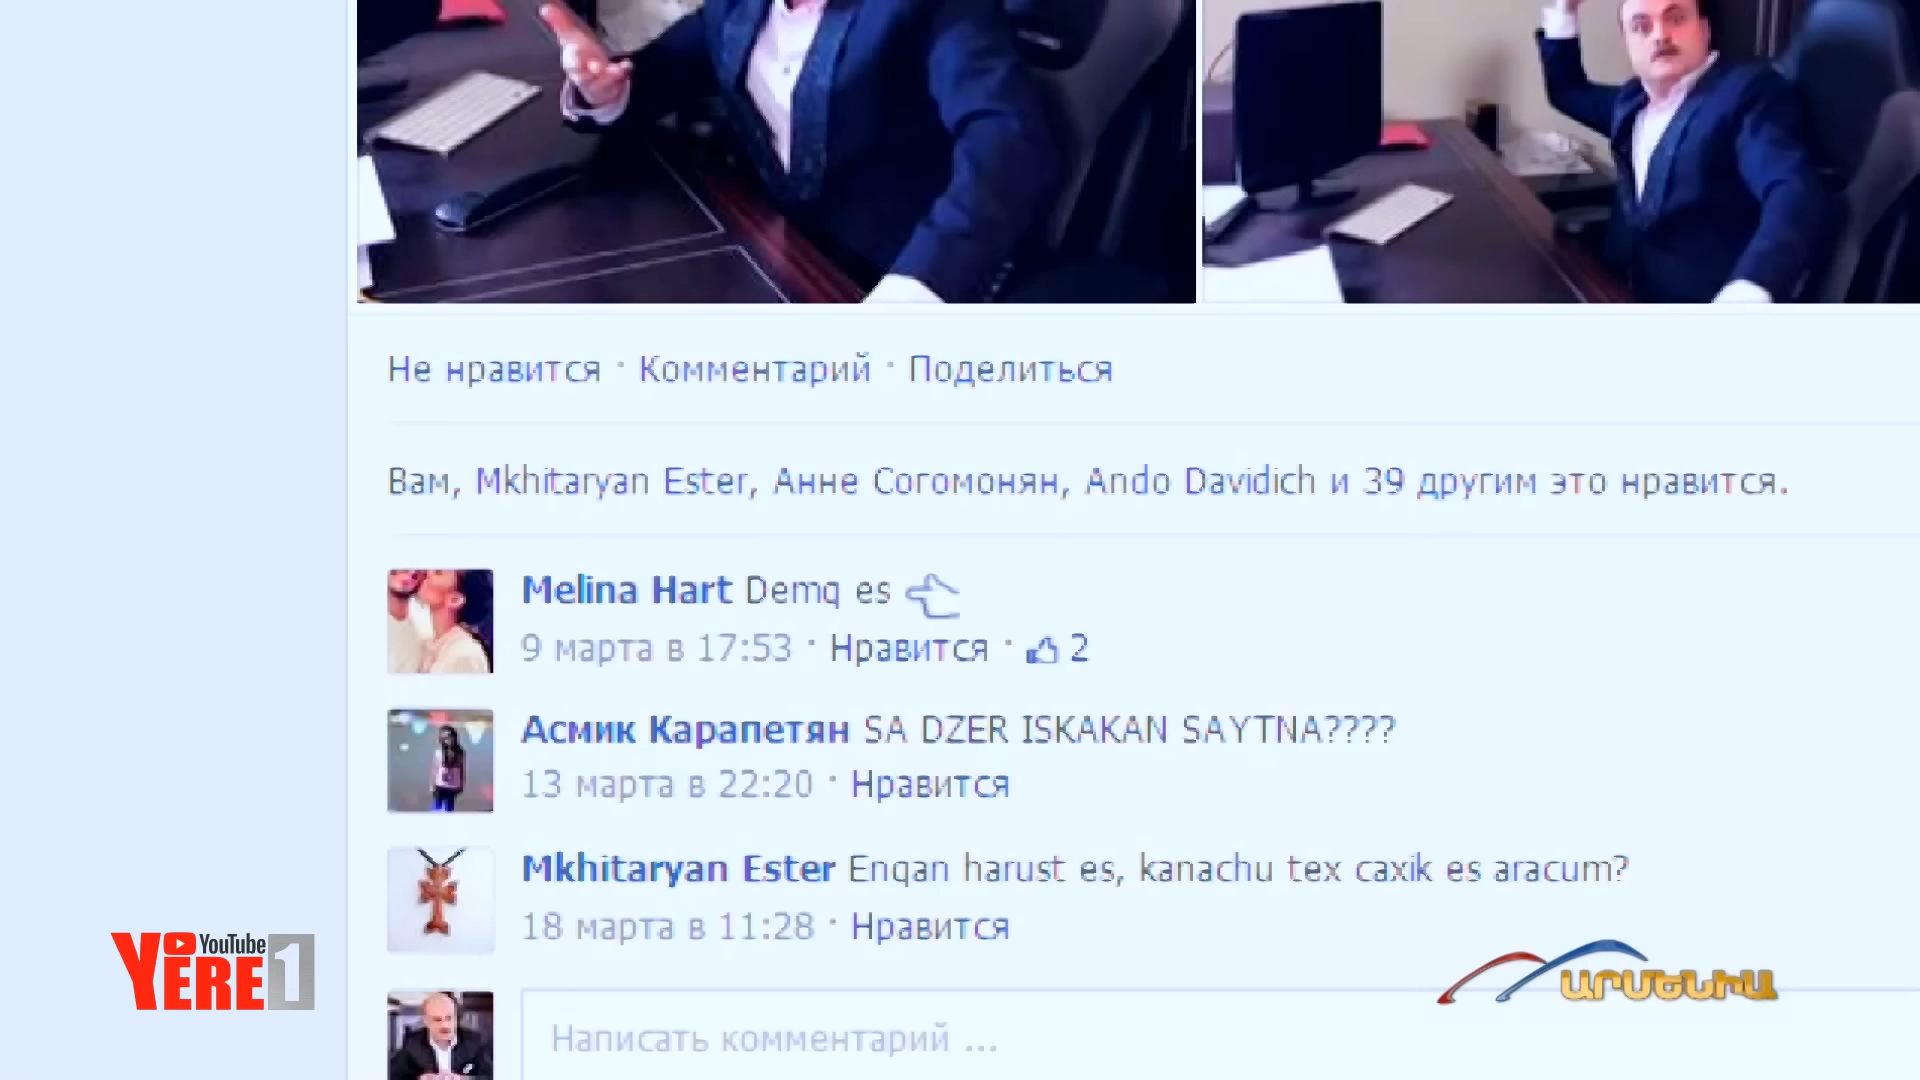 Не нравится · Комментарий · Поделиться
Вам, Mkhitaryan Ester, Анне Согомонян, Ando Davidich и 39 другим это нравится.
Melina Hart Demq es
9 марта в 17:53 · Нравится · 2
Асмик Карапетян SA DZER ISKAKAN SAYTNA????
13 марта в 22:20 · Нравится
Mkhitaryan Ester Enqan harust es, kanachu tex caxik es aracum?
18 марта в 11:28 · Нравится
Написать комментарий ...
YouTube
YERE1
ԱՐՄԵՆԻԱ